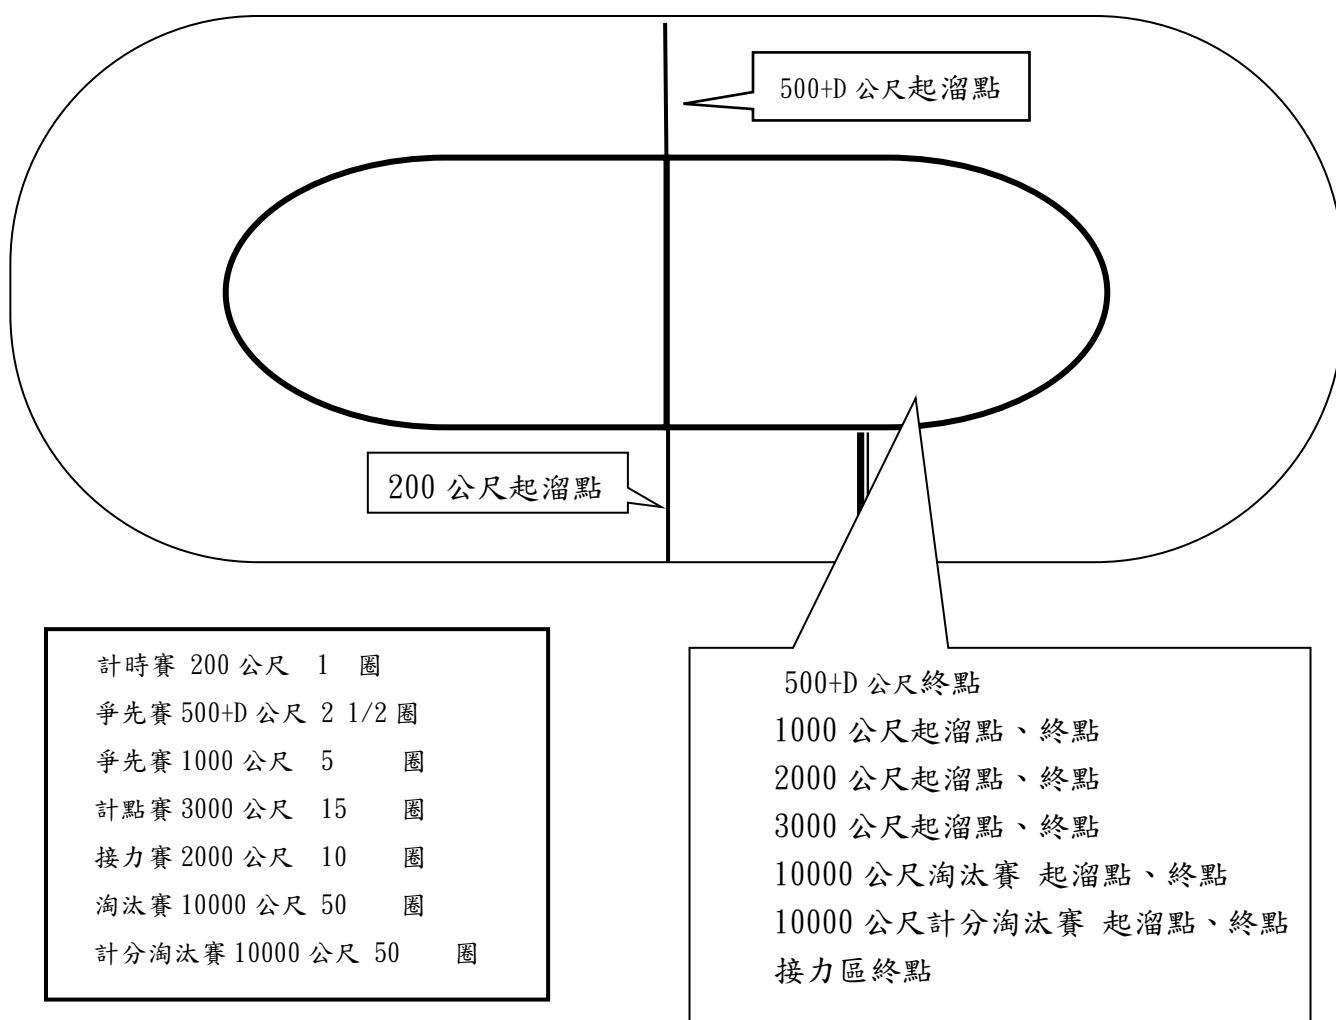 500+D 公尺起溜點
200 公尺起溜點
計時賽 200 公尺 1 圈
爭先賽 500+D 公尺 2 1/2 圈
爭先賽 1000 公尺 5 圈
計點賽 3000 公尺 15 圈
接力賽 2000 公尺 10 圈
淘汰賽 10000 公尺 50 圈
計分淘汰賽 10000 公尺 50 圈
500+D 公尺終點
1000 公尺起溜點、終點
2000 公尺起溜點、終點
3000 公尺起溜點、終點
10000 公尺淘汰賽 起溜點、終點
10000 公尺計分淘汰賽 起溜點、終點
接力區終點